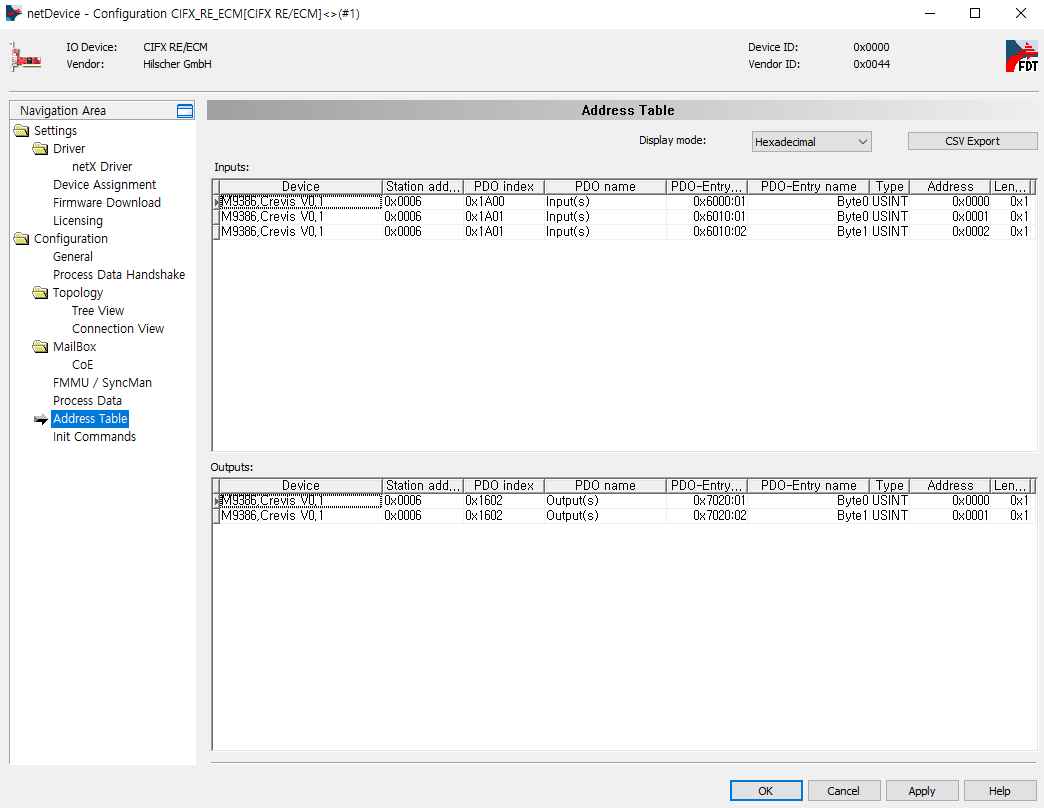 netDevice - Configuration CIFX_RE_ECM[CIFX RE/ECM]<>(#1)
IO Device: CIFX RE/ECM Device ID: 0x0000
Vendor: Hilscher GmbH Vendor ID: 0x0044
FDT
Navigation Area
Settings
Driver
netX Driver
Device Assignment
Firmware Download
Licensing
Configuration
General
Process Data Handshake
Topology
Tree View
Connection View
MailBox
CoE
FMMU / SyncMan
Process Data
Address Table
Init Commands
Address Table
Display mode: Hexadecimal CSV Export
Inputs:
Device Station add... PDO index PDO name PDO-Entry... PDO-Entry name Type Address Len...
M9386,Crevis V0,1 0x0006 0x1A00 Input(s) 0x6000:01 Byte0 USINT 0x0000 0x1
M9386,Crevis V0,1 0x0006 0x1A01 Input(s) 0x6010:01 Byte0 USINT 0x0001 0x1
M9386,Crevis V0,1 0x0006 0x1A01 Input(s) 0x6010:02 Byte1 USINT 0x0002 0x1
Outputs:
Device Station add... PDO index PDO name PDO-Entry... PDO-Entry name Type Address Len...
M9386,Crevis V0,1 0x0006 0x1602 Output(s) 0x7020:01 Byte0 USINT 0x0000 0x1
M9386,Crevis V0,1 0x0006 0x1602 Output(s) 0x7020:02 Byte1 USINT 0x0001 0x1
OK Cancel Apply Help